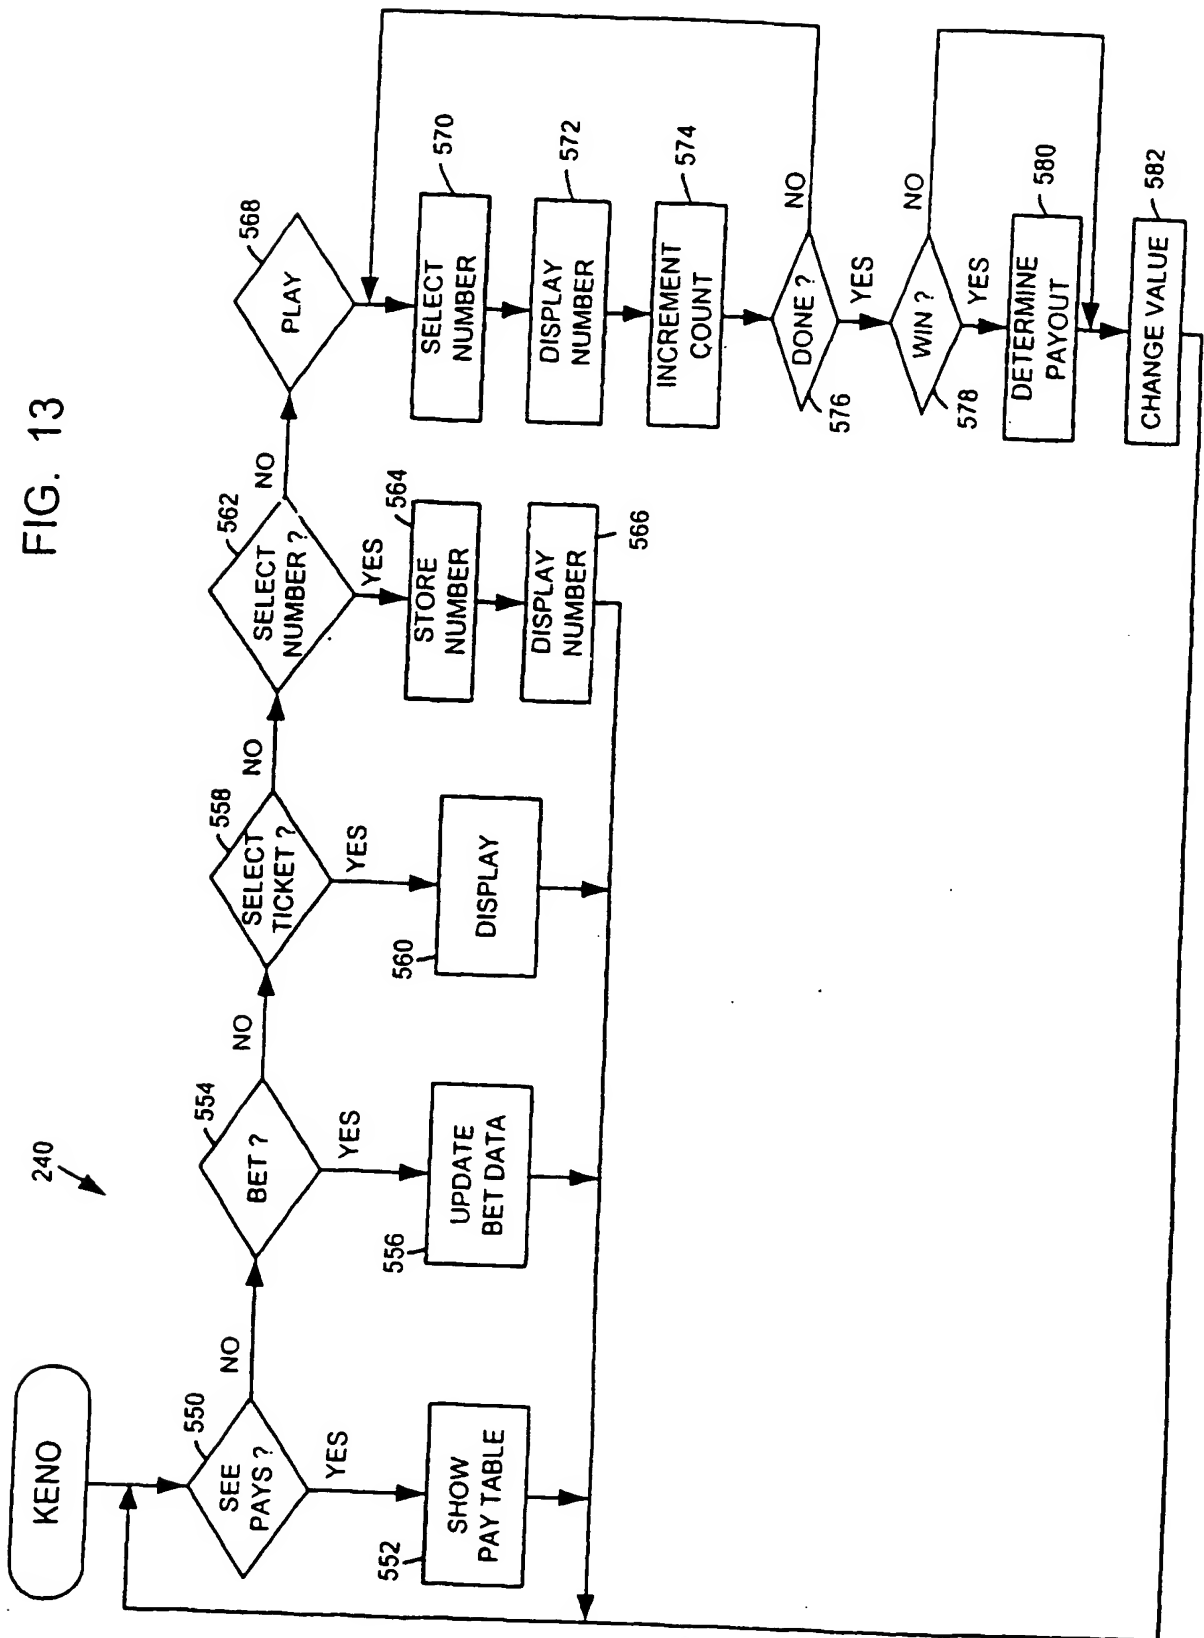 FIG. 13
240
KENO
550
SEE
PAYS ?
NO
YES
552
SHOW
PAY TABLE
554
BET ?
NO
YES
556
UPDATE
BET DATA
558
SELECT
TICKET ?
NO
YES
560
DISPLAY
562
SELECT
NUMBER ?
NO
YES
564
STORE
NUMBER
566
DISPLAY
NUMBER
568
PLAY
570
SELECT
NUMBER
572
DISPLAY
NUMBER
574
INCREMENT
COUNT
576
DONE ?
NO
YES
578
WIN ?
NO
YES
580
DETERMINE
PAYOUT
582
CHANGE VALUE